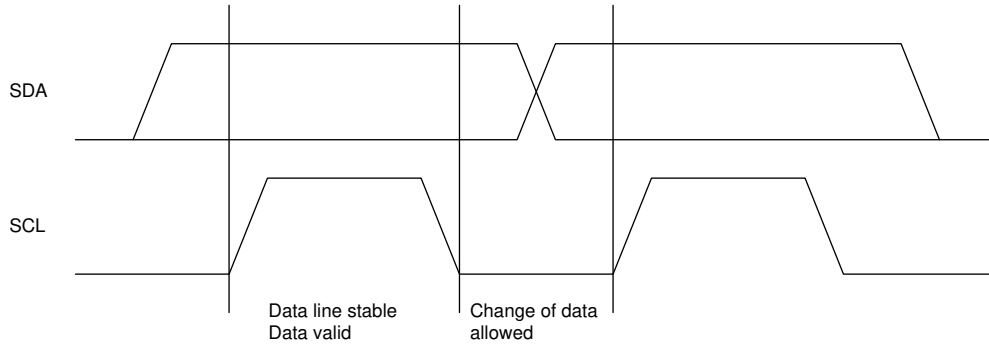 SDA
SCL
Data line stable
Data valid
Change of data
allowed